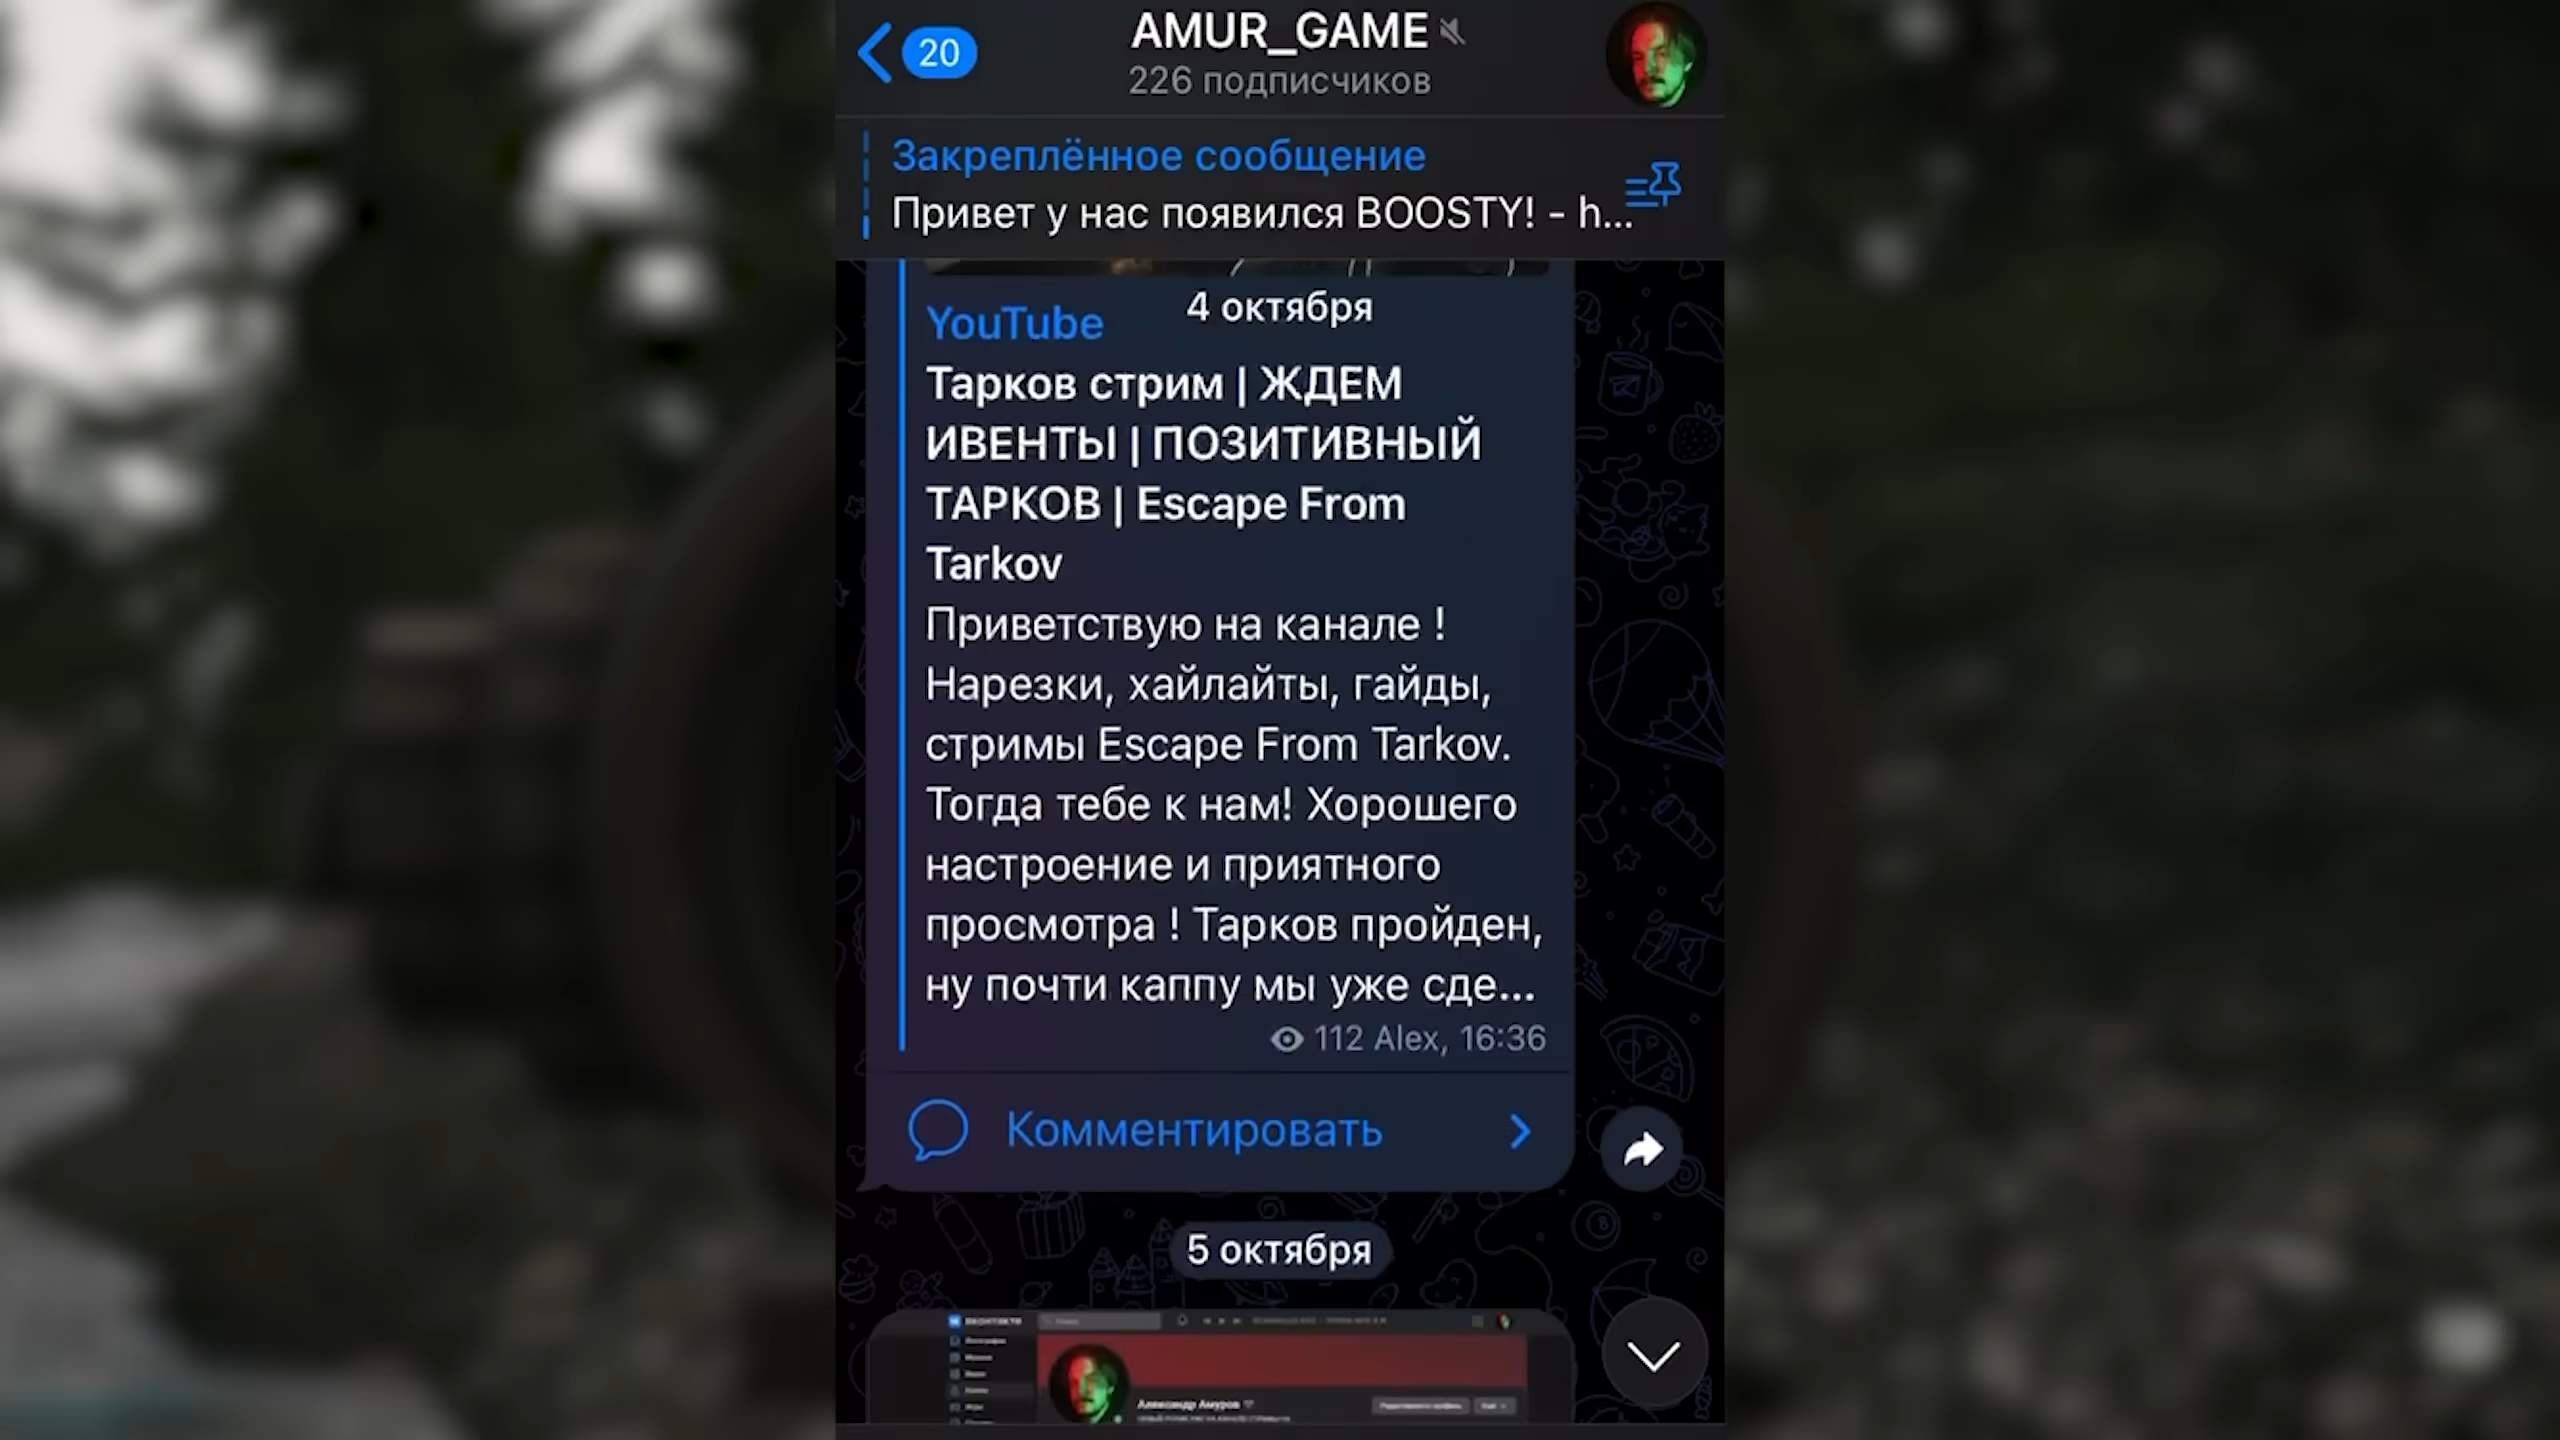 20
AMUR_GAME
226 подписчиков
Закреплённое сообщение
Привет у нас появился BOOSTY! - h...
4 октября
YouTube
Тарков стрим | ЖДЕМ
ИВЕНТЫ | ПОЗИТИВНЫЙ
ТАРКОВ | Escape From
Tarkov
Приветствую на канале !
Нарезки, хайлайты, гайды,
стримы Escape From Tarkov.
Тогда тебе к нам! Хорошего
настроение и приятного
просмотра ! Тарков пройден,
ну почти каппу мы уже сде...
112 Alex, 16:36
Комментировать
5 октября
Александр Амуров